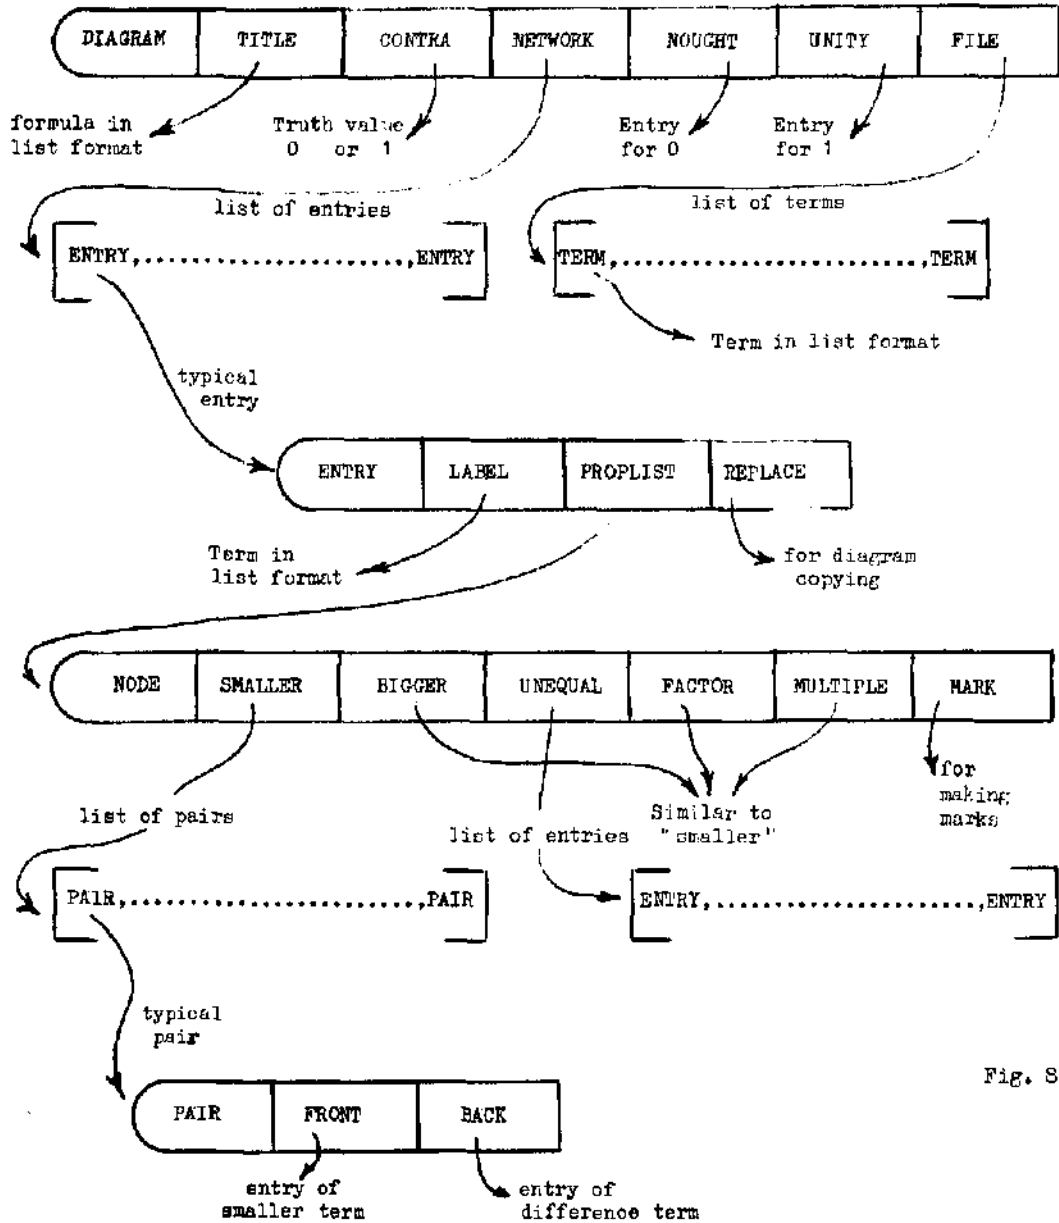 DIAGRAM TITLE CONTRA NETWORK NOUGHT UNITY FILE
formula in
list format
Truth value
0 or 1
Entry
for 0
Entry
for 1
list of entries
list of terms
ENTRY,.......................,ENTRY
TERM,..........................,TERM
Term in list format
typical
entry
ENTRY LABEL PROPLIST REPLACE
Term in
list format
for diagram
copying
NODE SMALLER BIGGER UNEQUAL FACTOR MULTIPLE MARK
list of pairs
list of entries
Similar to
"smaller"
for
making
marks
PAIR,.........................,PAIR
ENTRY,.......................,ENTRY
typical
pair
Fig. 8
PAIR FRONT BACK
entry of
smaller term
entry of
difference term